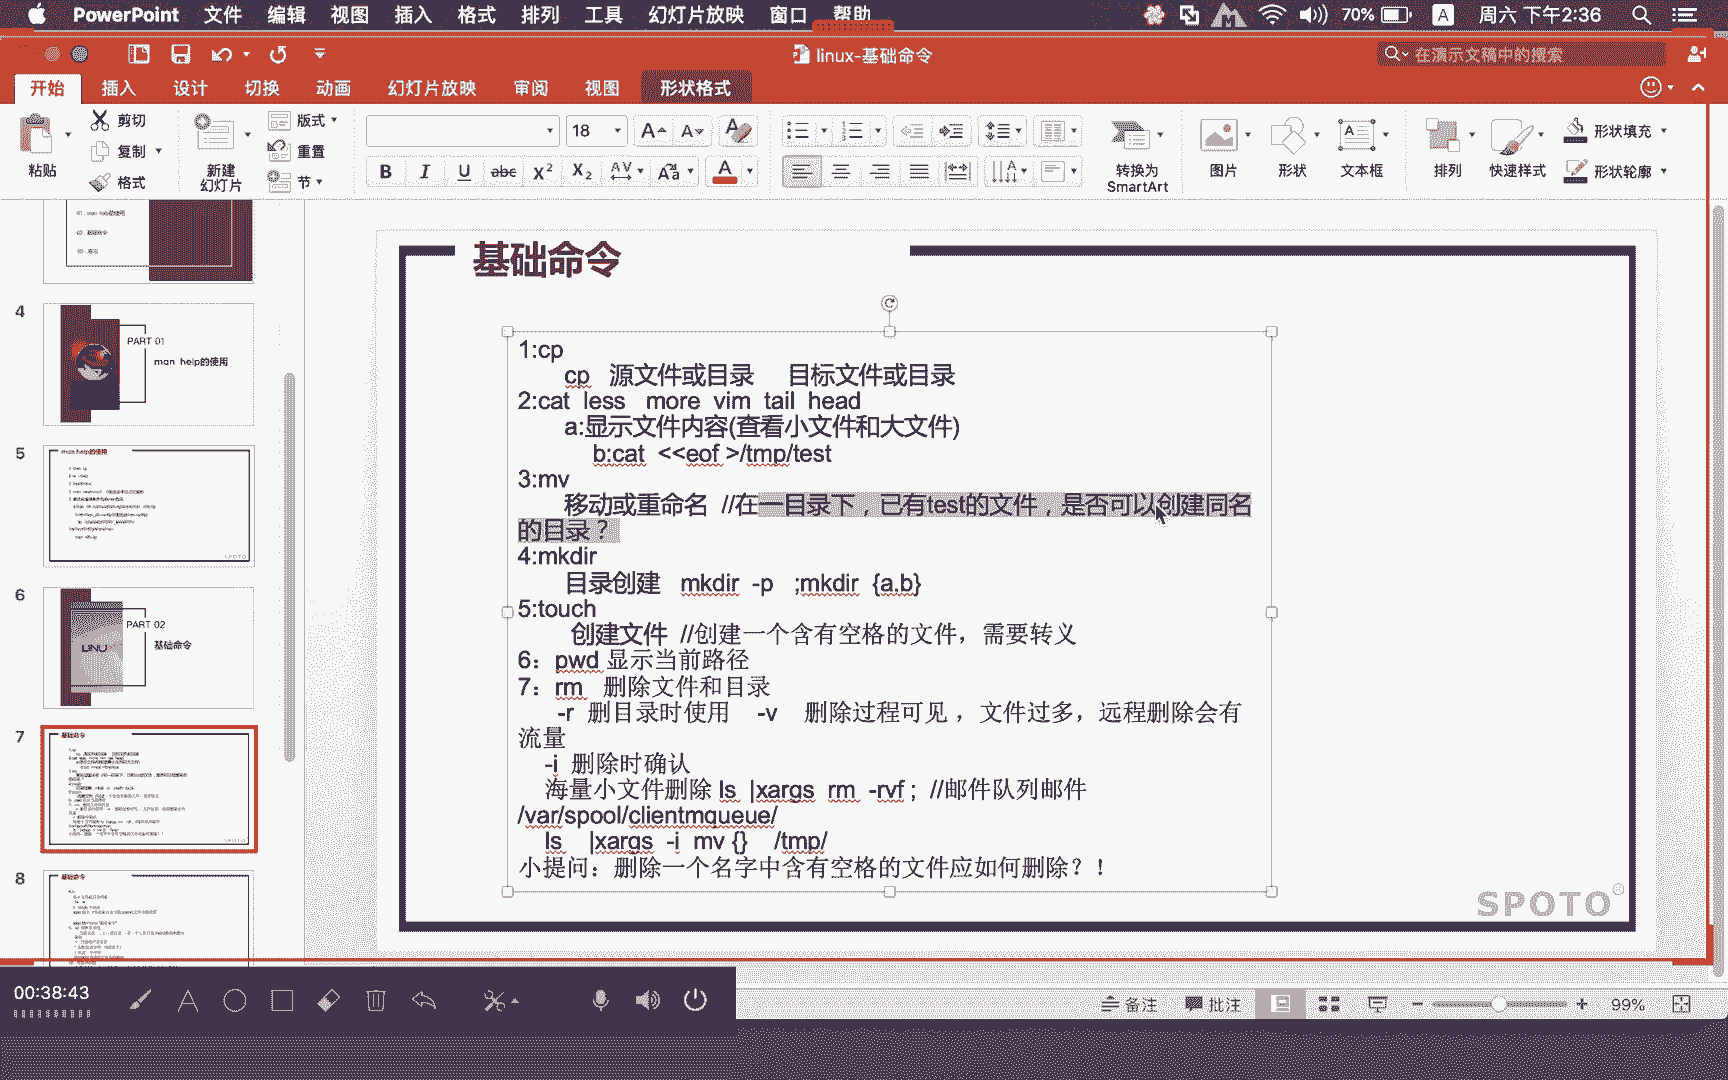 PowerPoint 文件 编辑 视图 插入 格式 排列 工具 幻灯片放映 窗口 帮助 70% A 周六 下午2:36
linux-基础命令
在演示文稿中的搜索
开始 插入 设计 切换 动画 幻灯片放映 审阅 视图 形状格式
粘贴
剪切
复制
格式
新建
幻灯片
版式
重置
节
18
B I U abc X² X₂ AV Aa A
转换为
SmartArt
图片
形状
文本框
排列
快速样式
形状填充
形状轮廓
4
PART 01
man help的使用
5
man help的使用
SPOTO
6
PART 02
LINUX
基础命令
7
基础命令
8
基础命令
基础命令
1:cp
cp 源文件或目录 目标文件或目录
2:cat less more vim tail head
a:显示文件内容(查看小文件和大文件)
b:cat <<eof >/tmp/test
3:mv
移动或重命名 //在一目录下，已有test的文件，是否可以创建同名
的目录？
4:mkdir
目录创建 mkdir -p ;mkdir {a,b}
5:touch
创建文件 //创建一个含有空格的文件，需要转义
6：pwd 显示当前路径
7：rm 删除文件和目录
-r 删目录时使用 -v 删除过程可见，文件过多，远程删除会有
流量
-i 删除时确认
海量小文件删除 ls |xargs rm -rvf ; //邮件队列邮件
/var/spool/clientmqueue/
ls |xargs -i mv {} /tmp/
小提问：删除一个名字中含有空格的文件应如何删除？！
SPOTO
00:38:43
备注
批注
99%